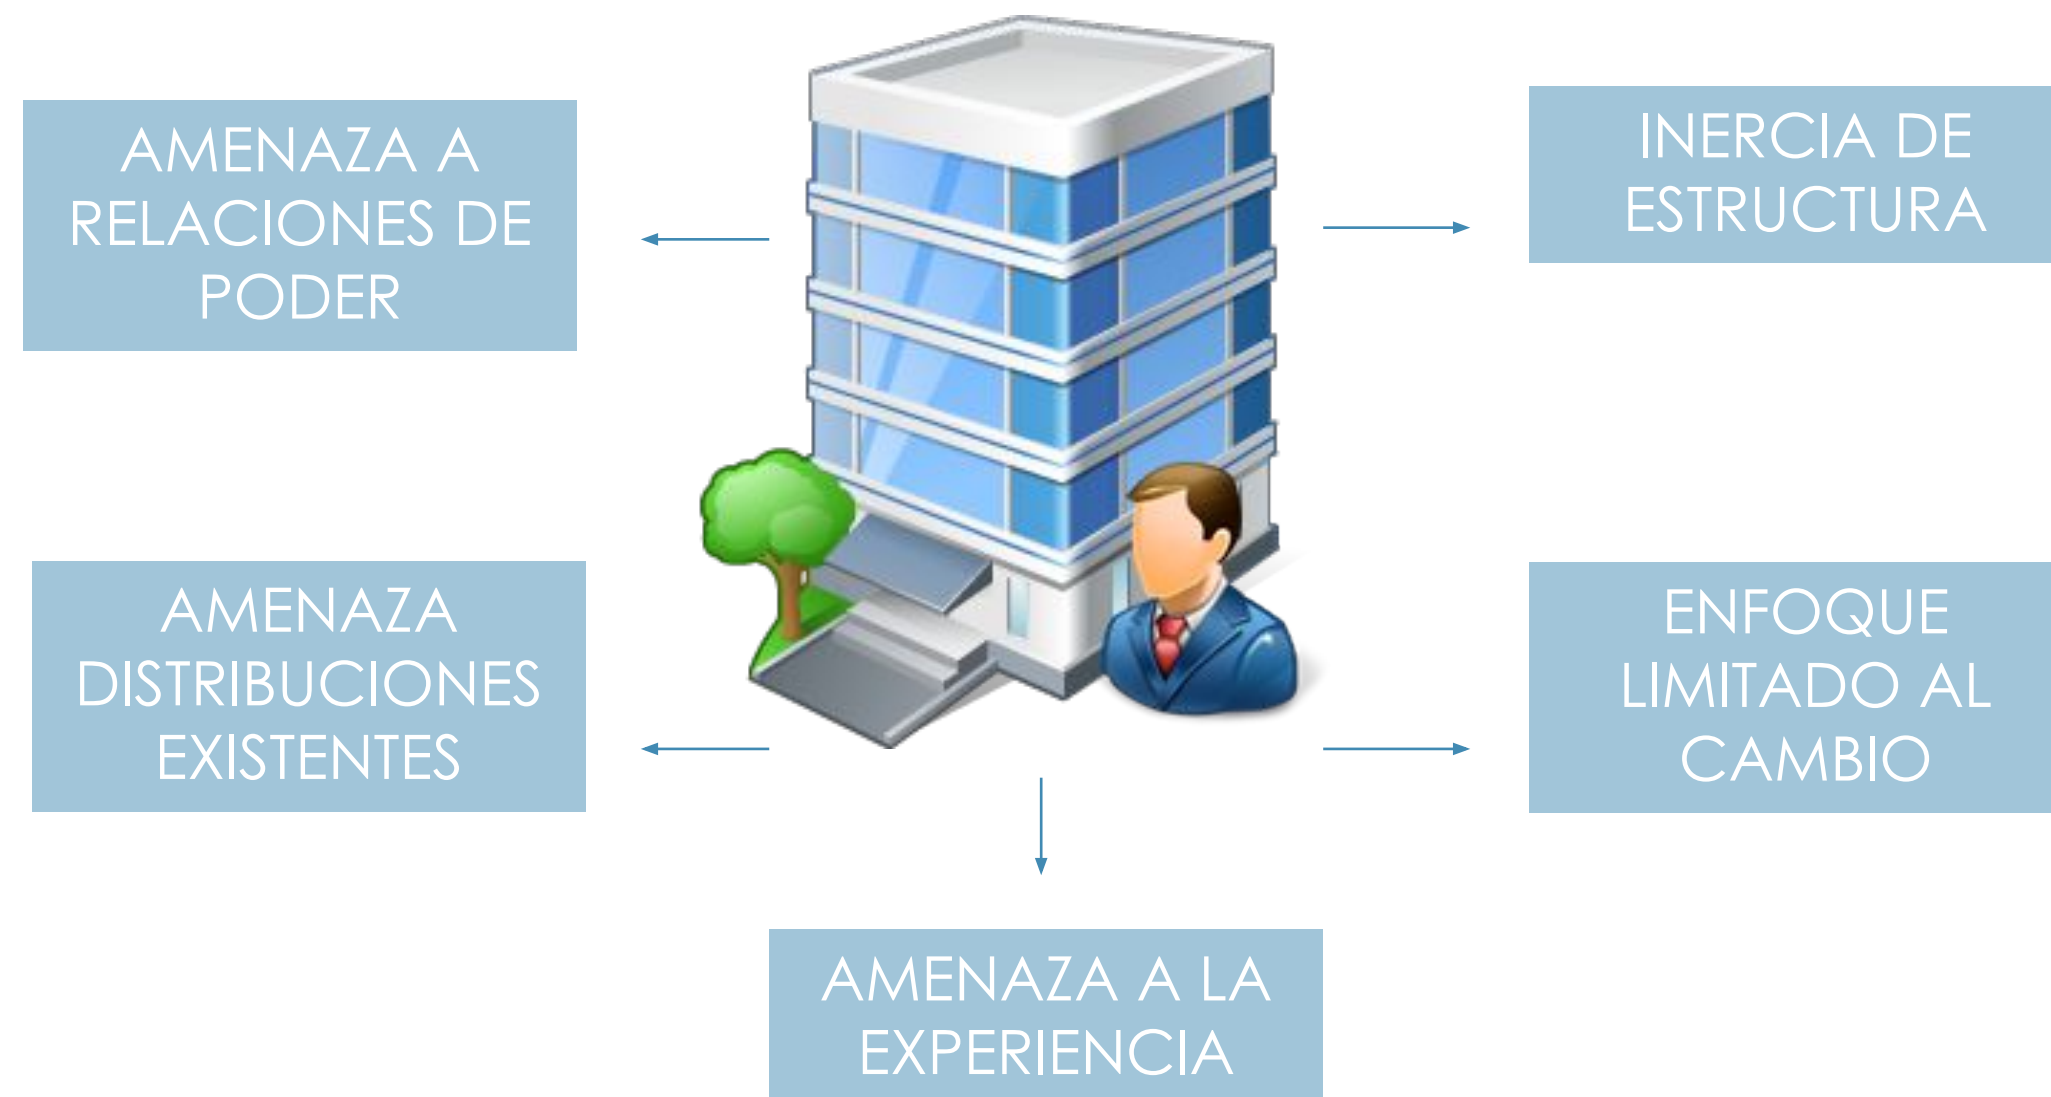 AMENAZA A
RELACIONES DE
PODER
INERCIA DE
ESTRUCTURA
AMENAZA
DISTRIBUCIONES
EXISTENTES
ENFOQUE
LIMITADO AL
CAMBIO
AMENAZA A LA
EXPERIENCIA